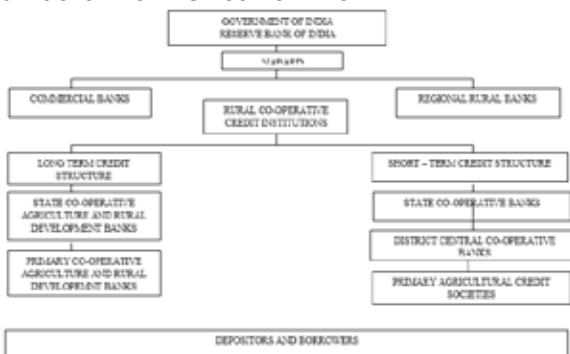 GOVERNMENT OF INDIA
RESERVE BANK OF INDIA
COMMERCIAL BANKS
REGIONAL RURAL BANKS
RURAL CO-OPERATIVE
CREDIT INSTITUTIONS
LONG TERM CREDIT
STRUCTURE
SHORT – TERM CREDIT STRUCTURE
STATE CO-OPERATIVE
AGRICULTURE AND RURAL
DEVELOPMENT BANKS
STATE CO-OPERATIVE BANKS
DISTRICT CENTRAL CO-OPERATIVE
BANKS
PRIMARY CO-OPERATIVE
AGRICULTURE AND RURAL
DEVELOPEMNT BANKS
PRIMARY AGRICULTURAL CREDIT
SOCIETIES
DEPOSITORS AND BORROWERS